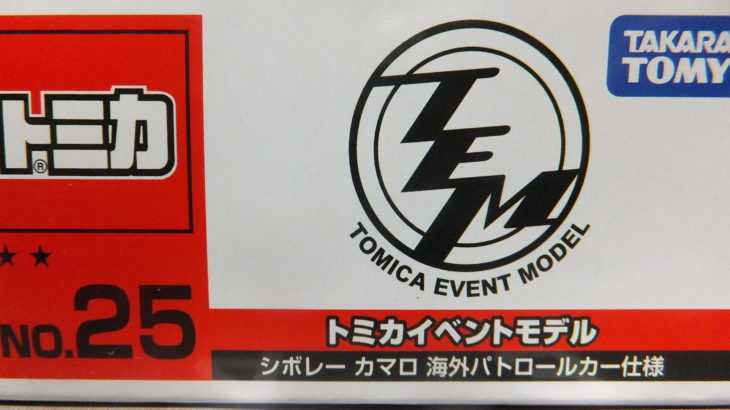 トミカ®
TEM
TOMICA EVENT MODEL
TAKARA
TOMY
NO.25
トミカイベントモデル
シボレー カマロ 海外パトロールカー仕様